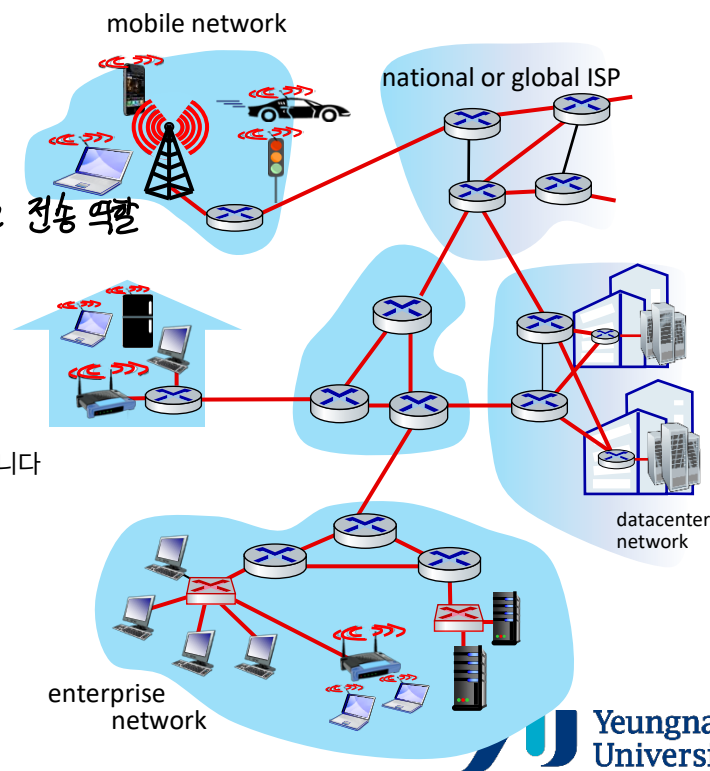 mobile network
national or global ISP
전송 역할
니다
datacenter
network
enterprise
network
Yeungna
Universi